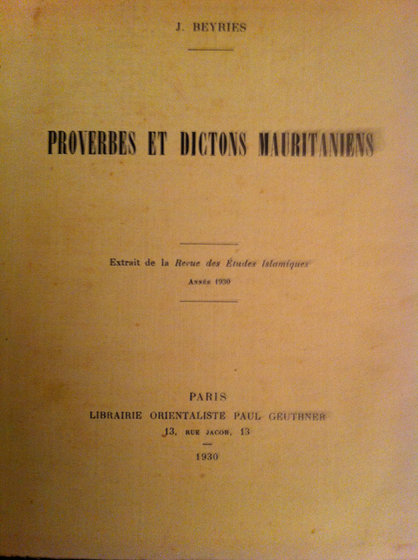 J. BEYRIES
PROVERBES ET DICTONS MAURITANIENS
Extrait de la Revue des Études Islamiques
ANNÉE 1930
PARIS
LIBRAIRIE ORIENTALISTE PAUL GEUTHNER
13, RUE JACOB, 13
1930